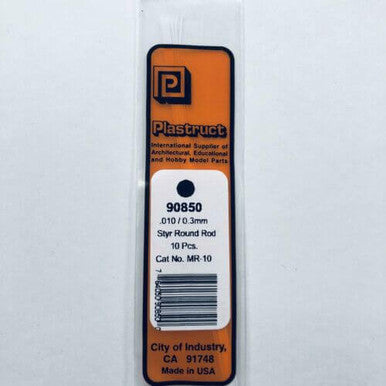 P
Plastruct
International Supplier of
Architectural, Educational
and Hobby Model Parts
90850
.010 / 0.3mm
Styr Round Rod
10 Pcs.
Cat No. MR-10
City of Industry,
CA 91748
Made in USA